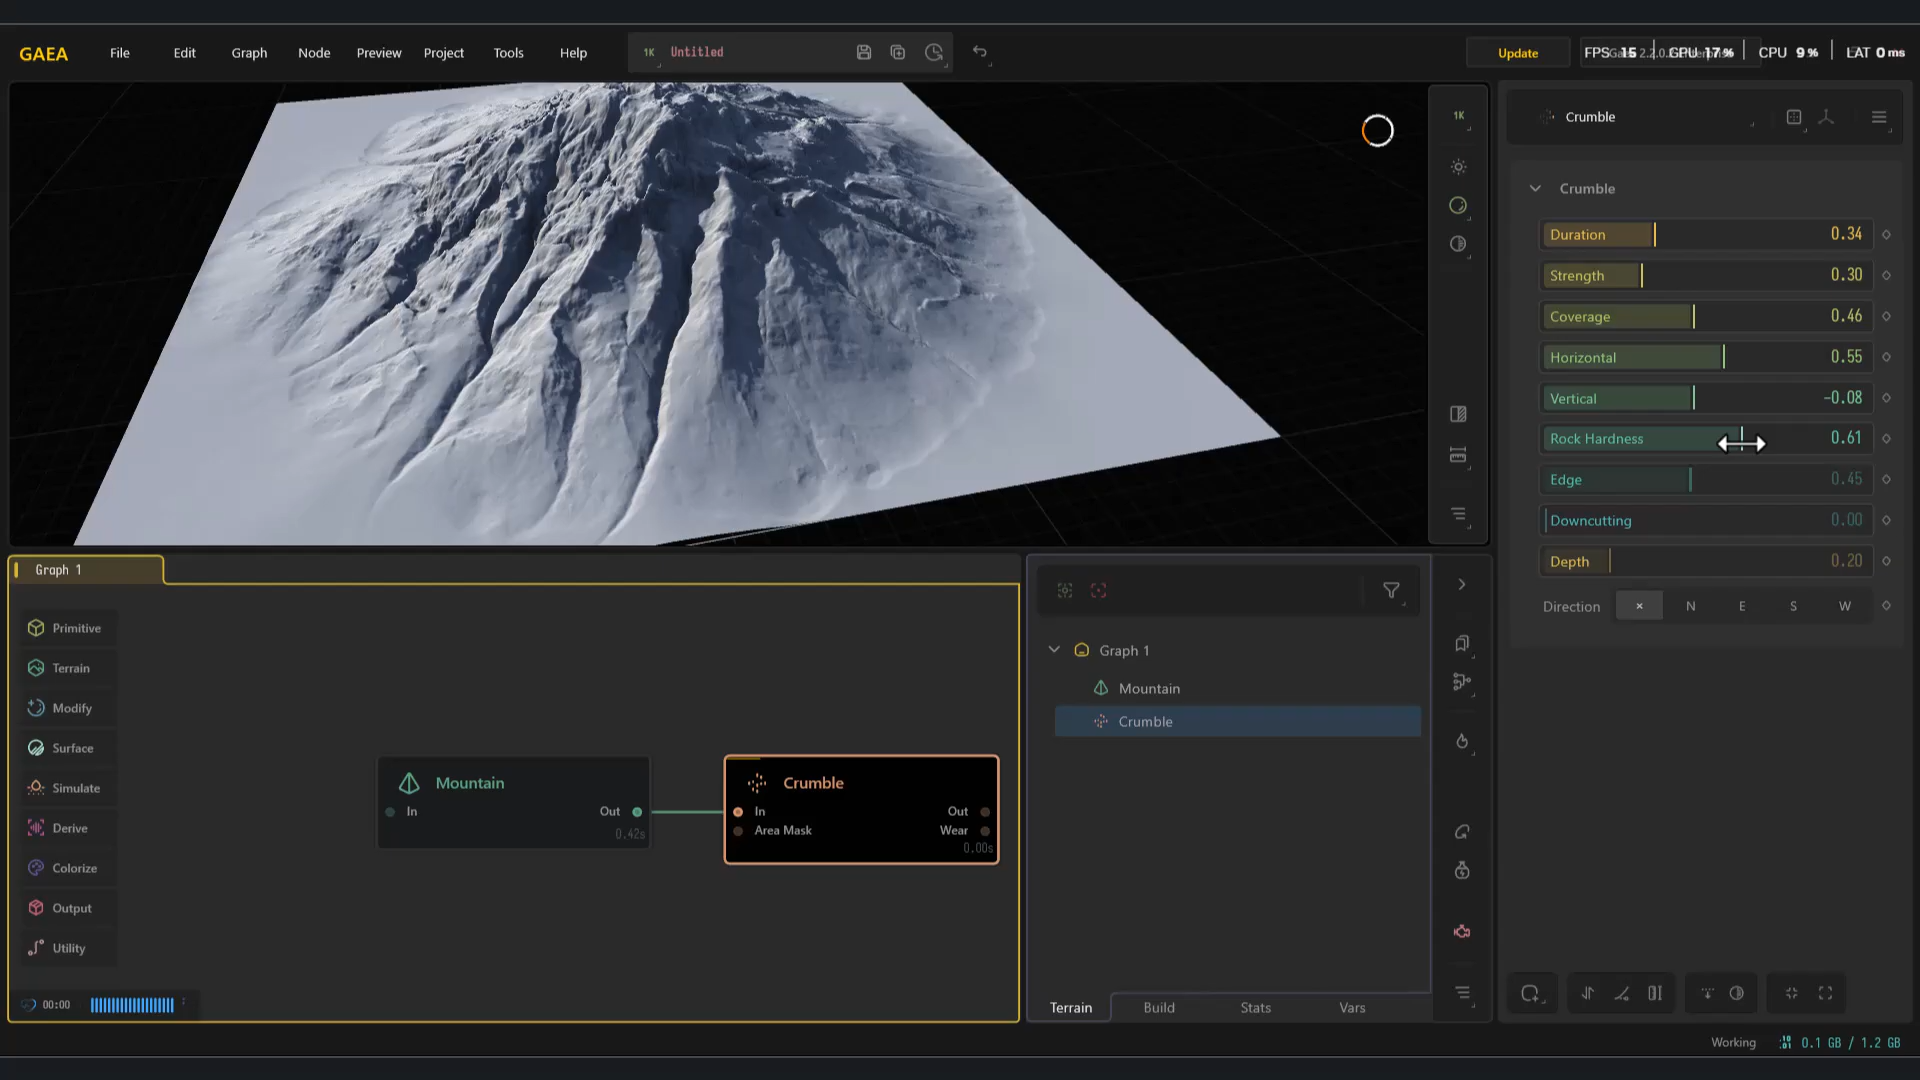 GAEA
File
Edit
Graph
Node
Preview
Project
Tools
Help
1K
Untitled
Update
FPS 15
GPU 17%
CPU 9%
LAT 0ms
1K
Crumble
Crumble
Duration 0.34
Strength 0.30
Coverage 0.46
Horizontal 0.55
Vertical -0.08
Rock Hardness 0.61
Edge 0.45
Downcutting 0.00
Depth 0.20
Direction × N E S W
Graph 1
Primitive
Terrain
Modify
Surface
Simulate
Derive
Colorize
Output
Utility
Mountain
In Out
0.42s
Crumble
In Out
Area Mask Wear
0.00s
00:00
Graph 1
Mountain
Crumble
Terrain
Build
Stats
Vars
Working
0.1 GB / 1.2 GB